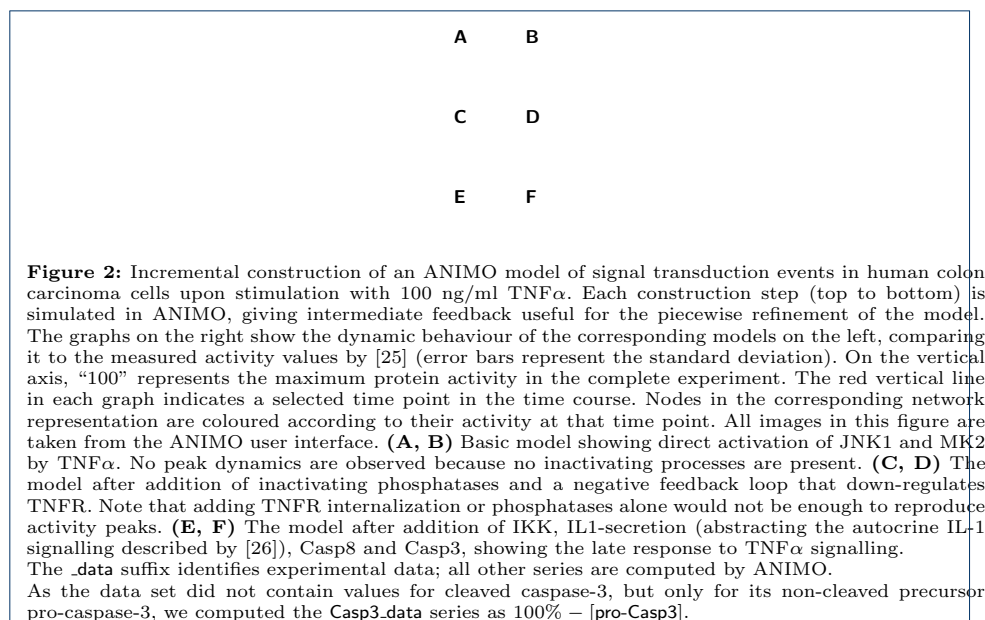 A B
C D
E F
Figure 2: Incremental construction of an ANIMO model of signal transduction events in human colon
carcinoma cells upon stimulation with 100 ng/ml TNFα. Each construction step (top to bottom) is
simulated in ANIMO, giving intermediate feedback useful for the piecewise refinement of the model.
The graphs on the right show the dynamic behaviour of the corresponding models on the left, comparing
it to the measured activity values by [25] (error bars represent the standard deviation). On the vertical
axis, “100” represents the maximum protein activity in the complete experiment. The red vertical line
in each graph indicates a selected time point in the time course. Nodes in the corresponding network
representation are coloured according to their activity at that time point. All images in this figure are
taken from the ANIMO user interface. (A, B) Basic model showing direct activation of JNK1 and MK2
by TNFα. No peak dynamics are observed because no inactivating processes are present. (C, D) The
model after addition of inactivating phosphatases and a negative feedback loop that down-regulates
TNFR. Note that adding TNFR internalization or phosphatases alone would not be enough to reproduce
activity peaks. (E, F) The model after addition of IKK, IL1-secretion (abstracting the autocrine IL-1
signalling described by [26]), Casp8 and Casp3, showing the late response to TNFα signalling.
The _data suffix identifies experimental data; all other series are computed by ANIMO.
As the data set did not contain values for cleaved caspase-3, but only for its non-cleaved precursor
pro-caspase-3, we computed the Casp3_data series as 100% − [pro-Casp3].